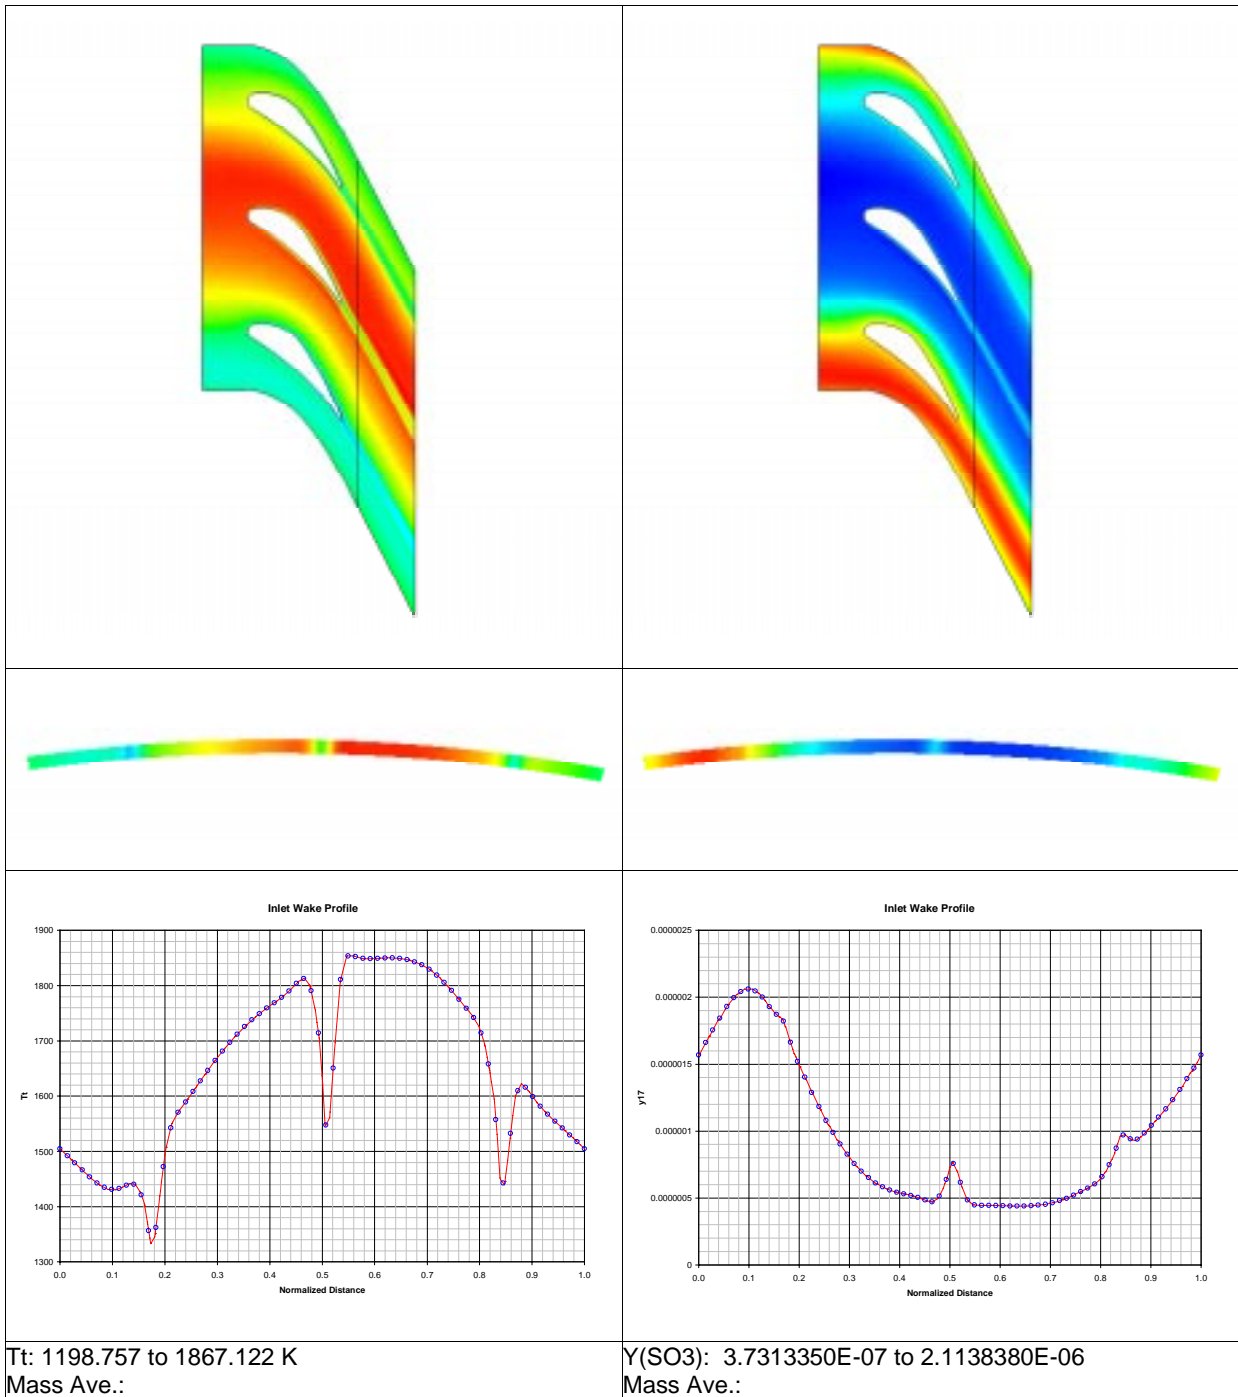 Inlet Wake Profile
1900
1800
1700
1600
1500
1400
1300
Tt
0.0 0.1 0.2 0.3 0.4 0.5 0.6 0.7 0.8 0.9 1.0
Normalized Distance
Inlet Wake Profile
0.0000025
0.000002
0.0000015
0.000001
0.0000005
0
y17
0.0 0.1 0.2 0.3 0.4 0.5 0.6 0.7 0.8 0.9 1.0
Normalized Distance
Tt: 1198.757 to 1867.122 K
Mass Ave.:
Y(SO3): 3.7313350E-07 to 2.1138380E-06
Mass Ave.: